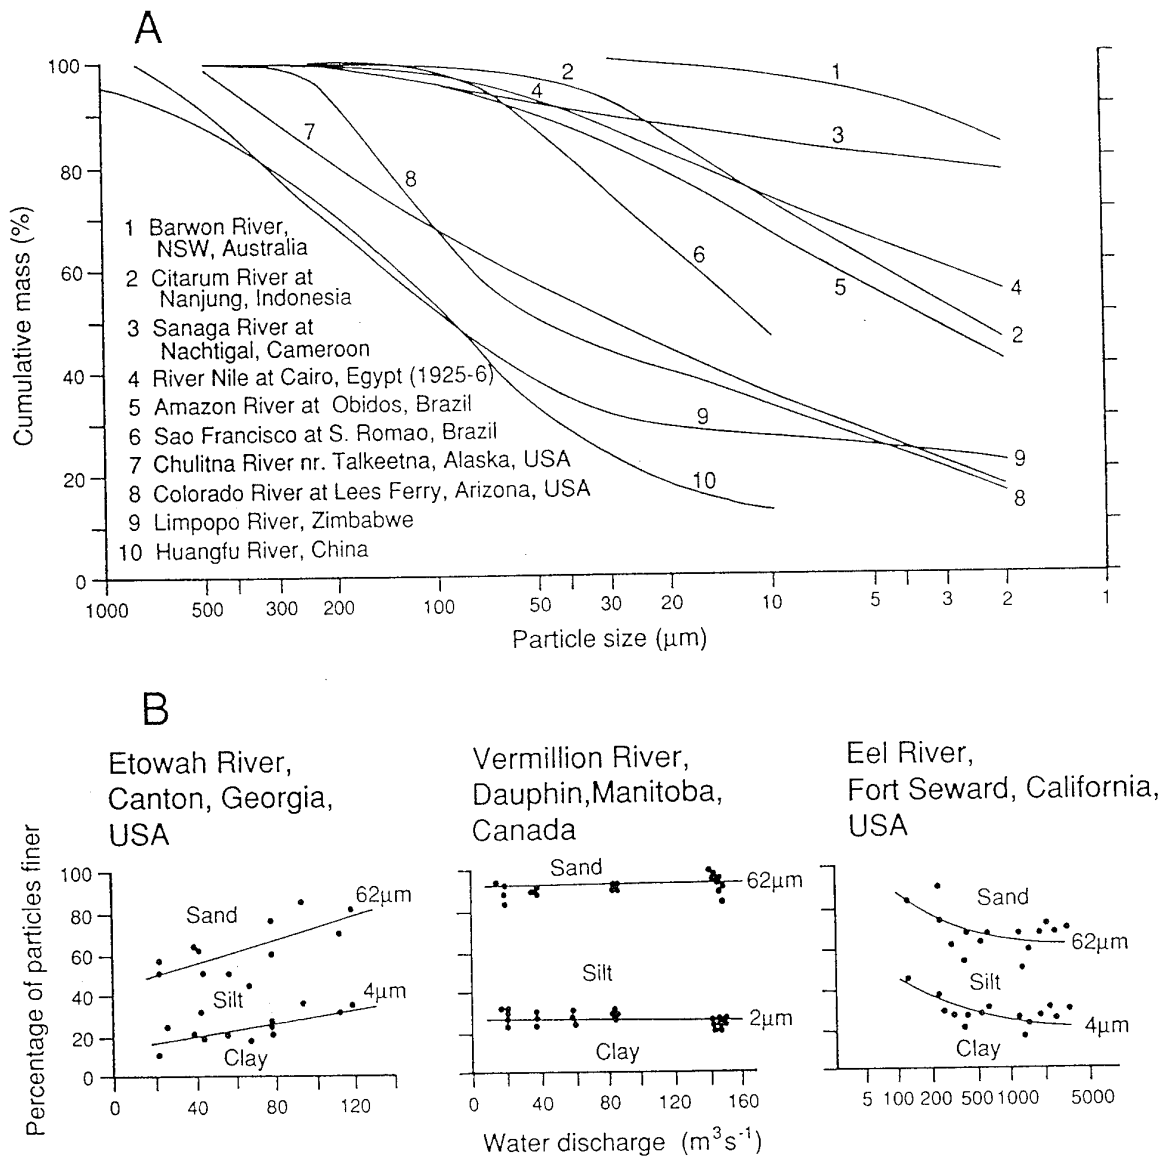 A
100
80
60
40
20
0
Cumulative mass (%)
1
2
4
3
7
8
6
5
4
2
9
10
9
8
1 Barwon River,
NSW, Australia
2 Citarum River at
Nanjung, Indonesia
3 Sanaga River at
Nachtigal, Cameroon
4 River Nile at Cairo, Egypt (1925-6)
5 Amazon River at Obidos, Brazil
6 Sao Francisco at S. Romao, Brazil
7 Chulitna River nr. Talkeetna, Alaska, USA
8 Colorado River at Lees Ferry, Arizona, USA
9 Limpopo River, Zimbabwe
10 Huangfu River, China
1000 500 300 200 100 50 30 20 10 5 3 2 1
Particle size (μm)
B
Etowah River,
Canton, Georgia,
USA
Percentage of particles finer
100
80
60
40
20
0
Sand
62μm
Silt
4μm
Clay
0 40 80 120
Vermillion River,
Dauphin,Manitoba,
Canada
Sand
62μm
Silt
2μm
Clay
0 40 80 120 160
Water discharge (m³s⁻¹)
Eel River,
Fort Seward, California,
USA
Sand
62μm
Silt
4μm
Clay
5 100 200 500 1000 5000